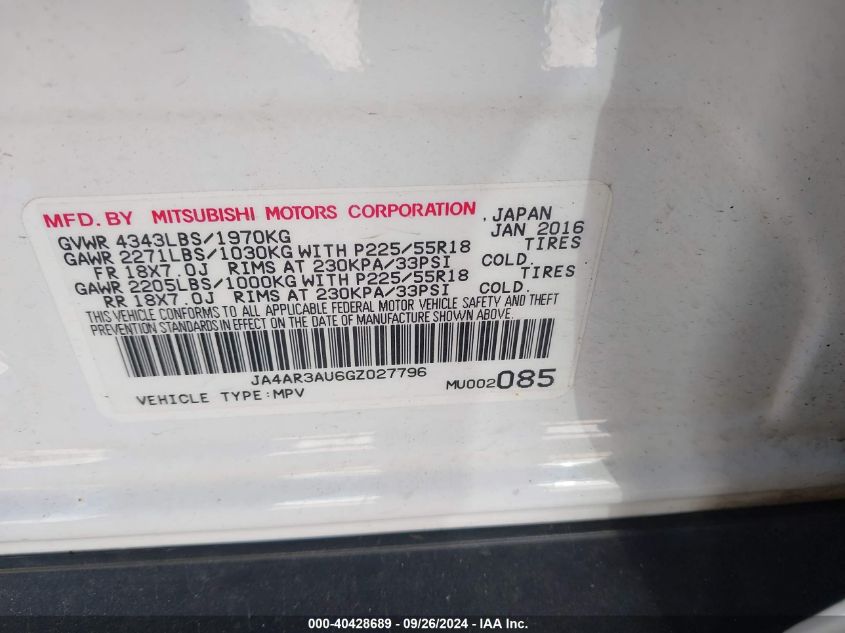 MFD. BY MITSUBISHI MOTORS CORPORATION , JAPAN
GVWR 4343LBS/1970KG JAN 2016
GAWR 2271LBS/1030KG WITH P225/55R18 TIRES
FR 18X7.0J RIMS AT 230KPA/33PSI COLD.
GAWR 2205LBS/1000KG WITH P225/55R18 TIRES
RR 18X7.0J RIMS AT 230KPA/33PSI COLD.
THIS VEHICLE CONFORMS TO ALL APPLICABLE FEDERAL MOTOR VEHICLE SAFETY AND THEFT
PREVENTION STANDARDS IN EFFECT ON THE DATE OF MANUFACTURE SHOWN ABOVE.
JA4AR3AU6GZ027796
VEHICLE TYPE:MPV MU002085
000-40428689 - 09/26/2024 - IAA Inc.